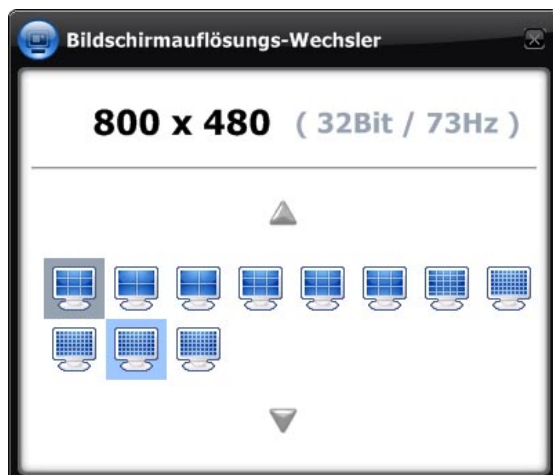 Bildschirmauflösungs-Wechsler
800 x 480 ( 32Bit / 73Hz )